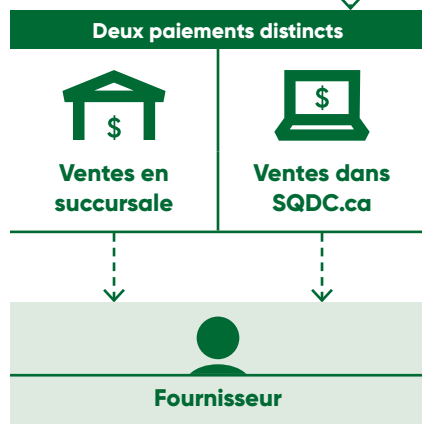 Deux paiements distincts
$
$
Ventes en
succursale
Ventes dans
SQDC.ca
Fournisseur